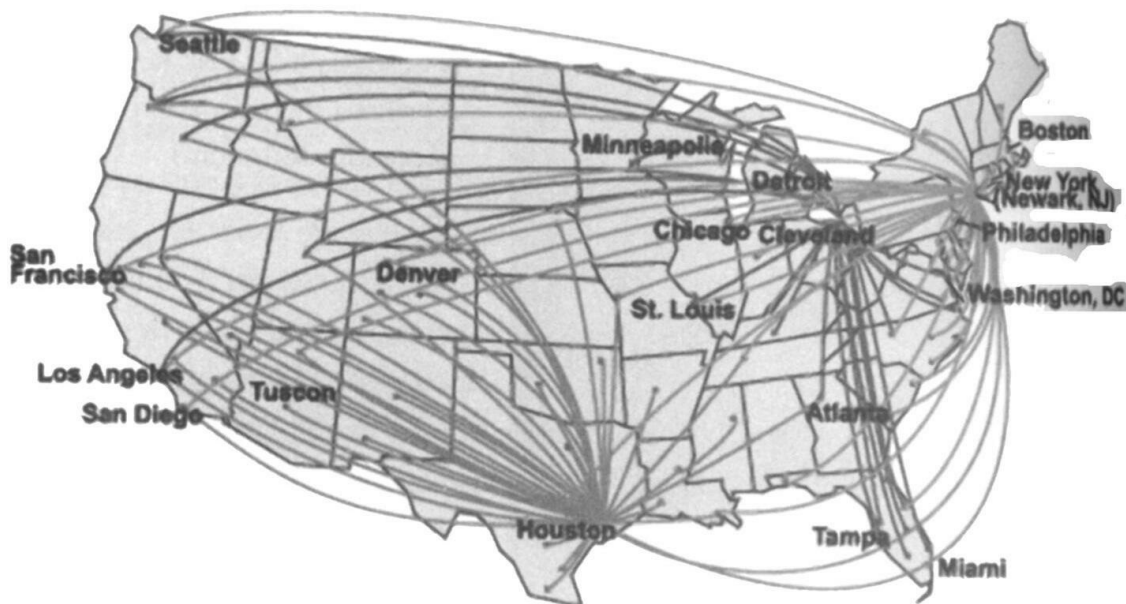 Seattle
Boston
Minneapolis
Detroit
New York
(Newark, NJ)
Chicago
Cleveland
Philadelphia
San
Francisco
Denver
Washington, DC
St. Louis
Los Angeles
Tuscon
San Diego
Atlanta
Houston
Tampa
Miami